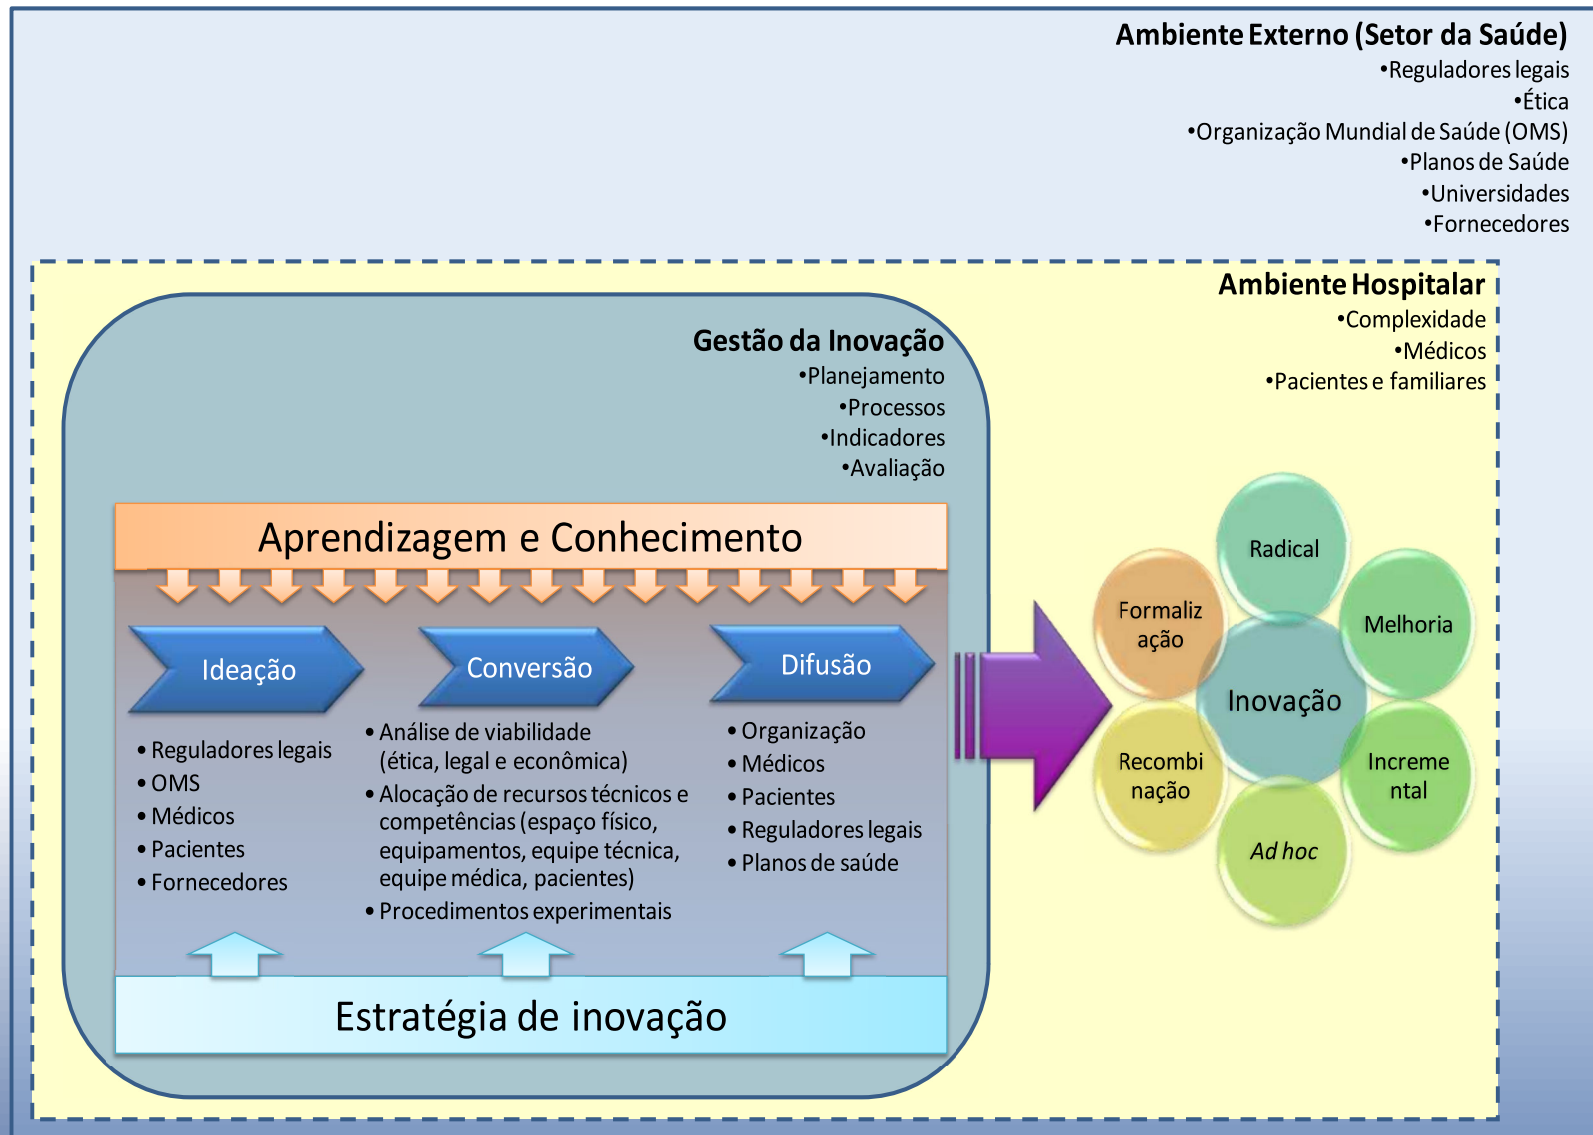 Ambiente Externo (Setor da Saúde)
•Reguladores legais
•Ética
•Organização Mundial de Saúde (OMS)
•Planos de Saúde
•Universidades
•Fornecedores
Ambiente Hospitalar
•Complexidade
•Médicos
•Pacientes e familiares
Gestão da Inovação
•Planejamento
•Processos
•Indicadores
•Avaliação
Aprendizagem e Conhecimento
Ideação
• Reguladores legais
• OMS
• Médicos
• Pacientes
• Fornecedores
Conversão
• Análise de viabilidade
(ética, legal e econômica)
• Alocação de recursos técnicos e
competências (espaço físico,
equipamentos, equipe técnica,
equipe médica, pacientes)
• Procedimentos experimentais
Difusão
• Organização
• Médicos
• Pacientes
• Reguladores legais
• Planos de saúde
Estratégia de inovação
Radical
Formaliz
ação
Melhoria
Inovação
Recombi
nação
Increme
ntal
Ad hoc